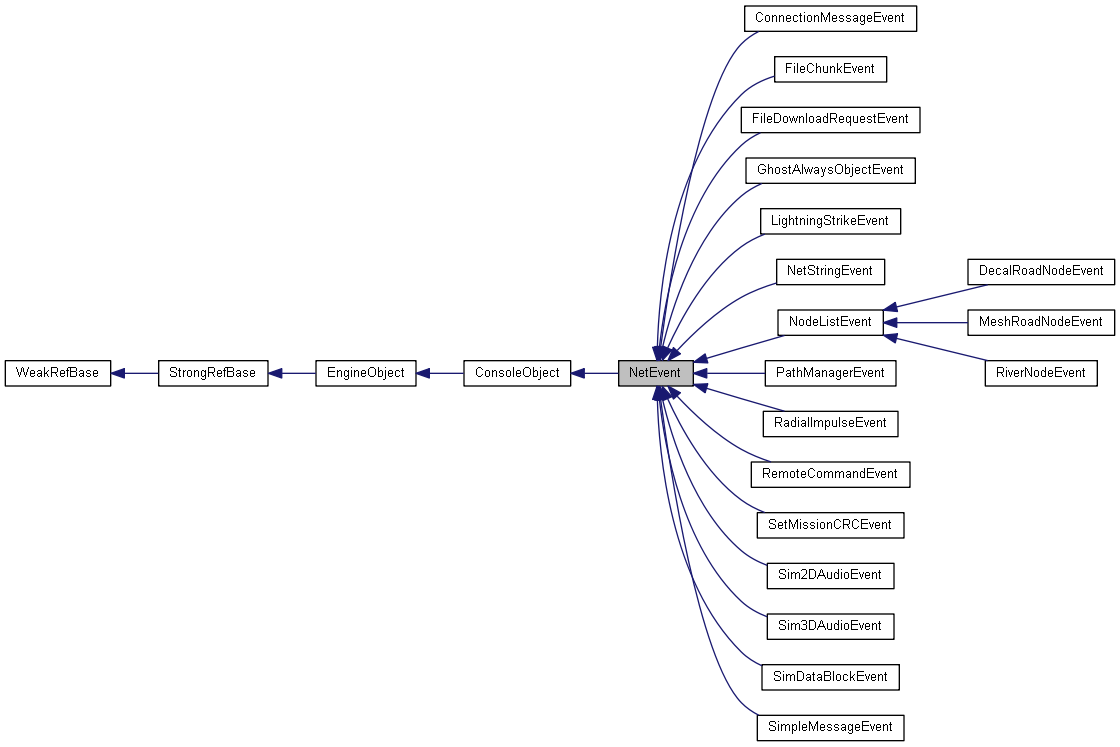 ConnectionMessageEvent
FileChunkEvent
FileDownloadRequestEvent
GhostAlwaysObjectEvent
LightningStrikeEvent
NetStringEvent
DecalRoadNodeEvent
NodeListEvent
MeshRoadNodeEvent
WeakRefBase
StrongRefBase
EngineObject
ConsoleObject
NetEvent
PathManagerEvent
RiverNodeEvent
RadialImpulseEvent
RemoteCommandEvent
SetMissionCRCEvent
Sim2DAudioEvent
Sim3DAudioEvent
SimDataBlockEvent
SimpleMessageEvent